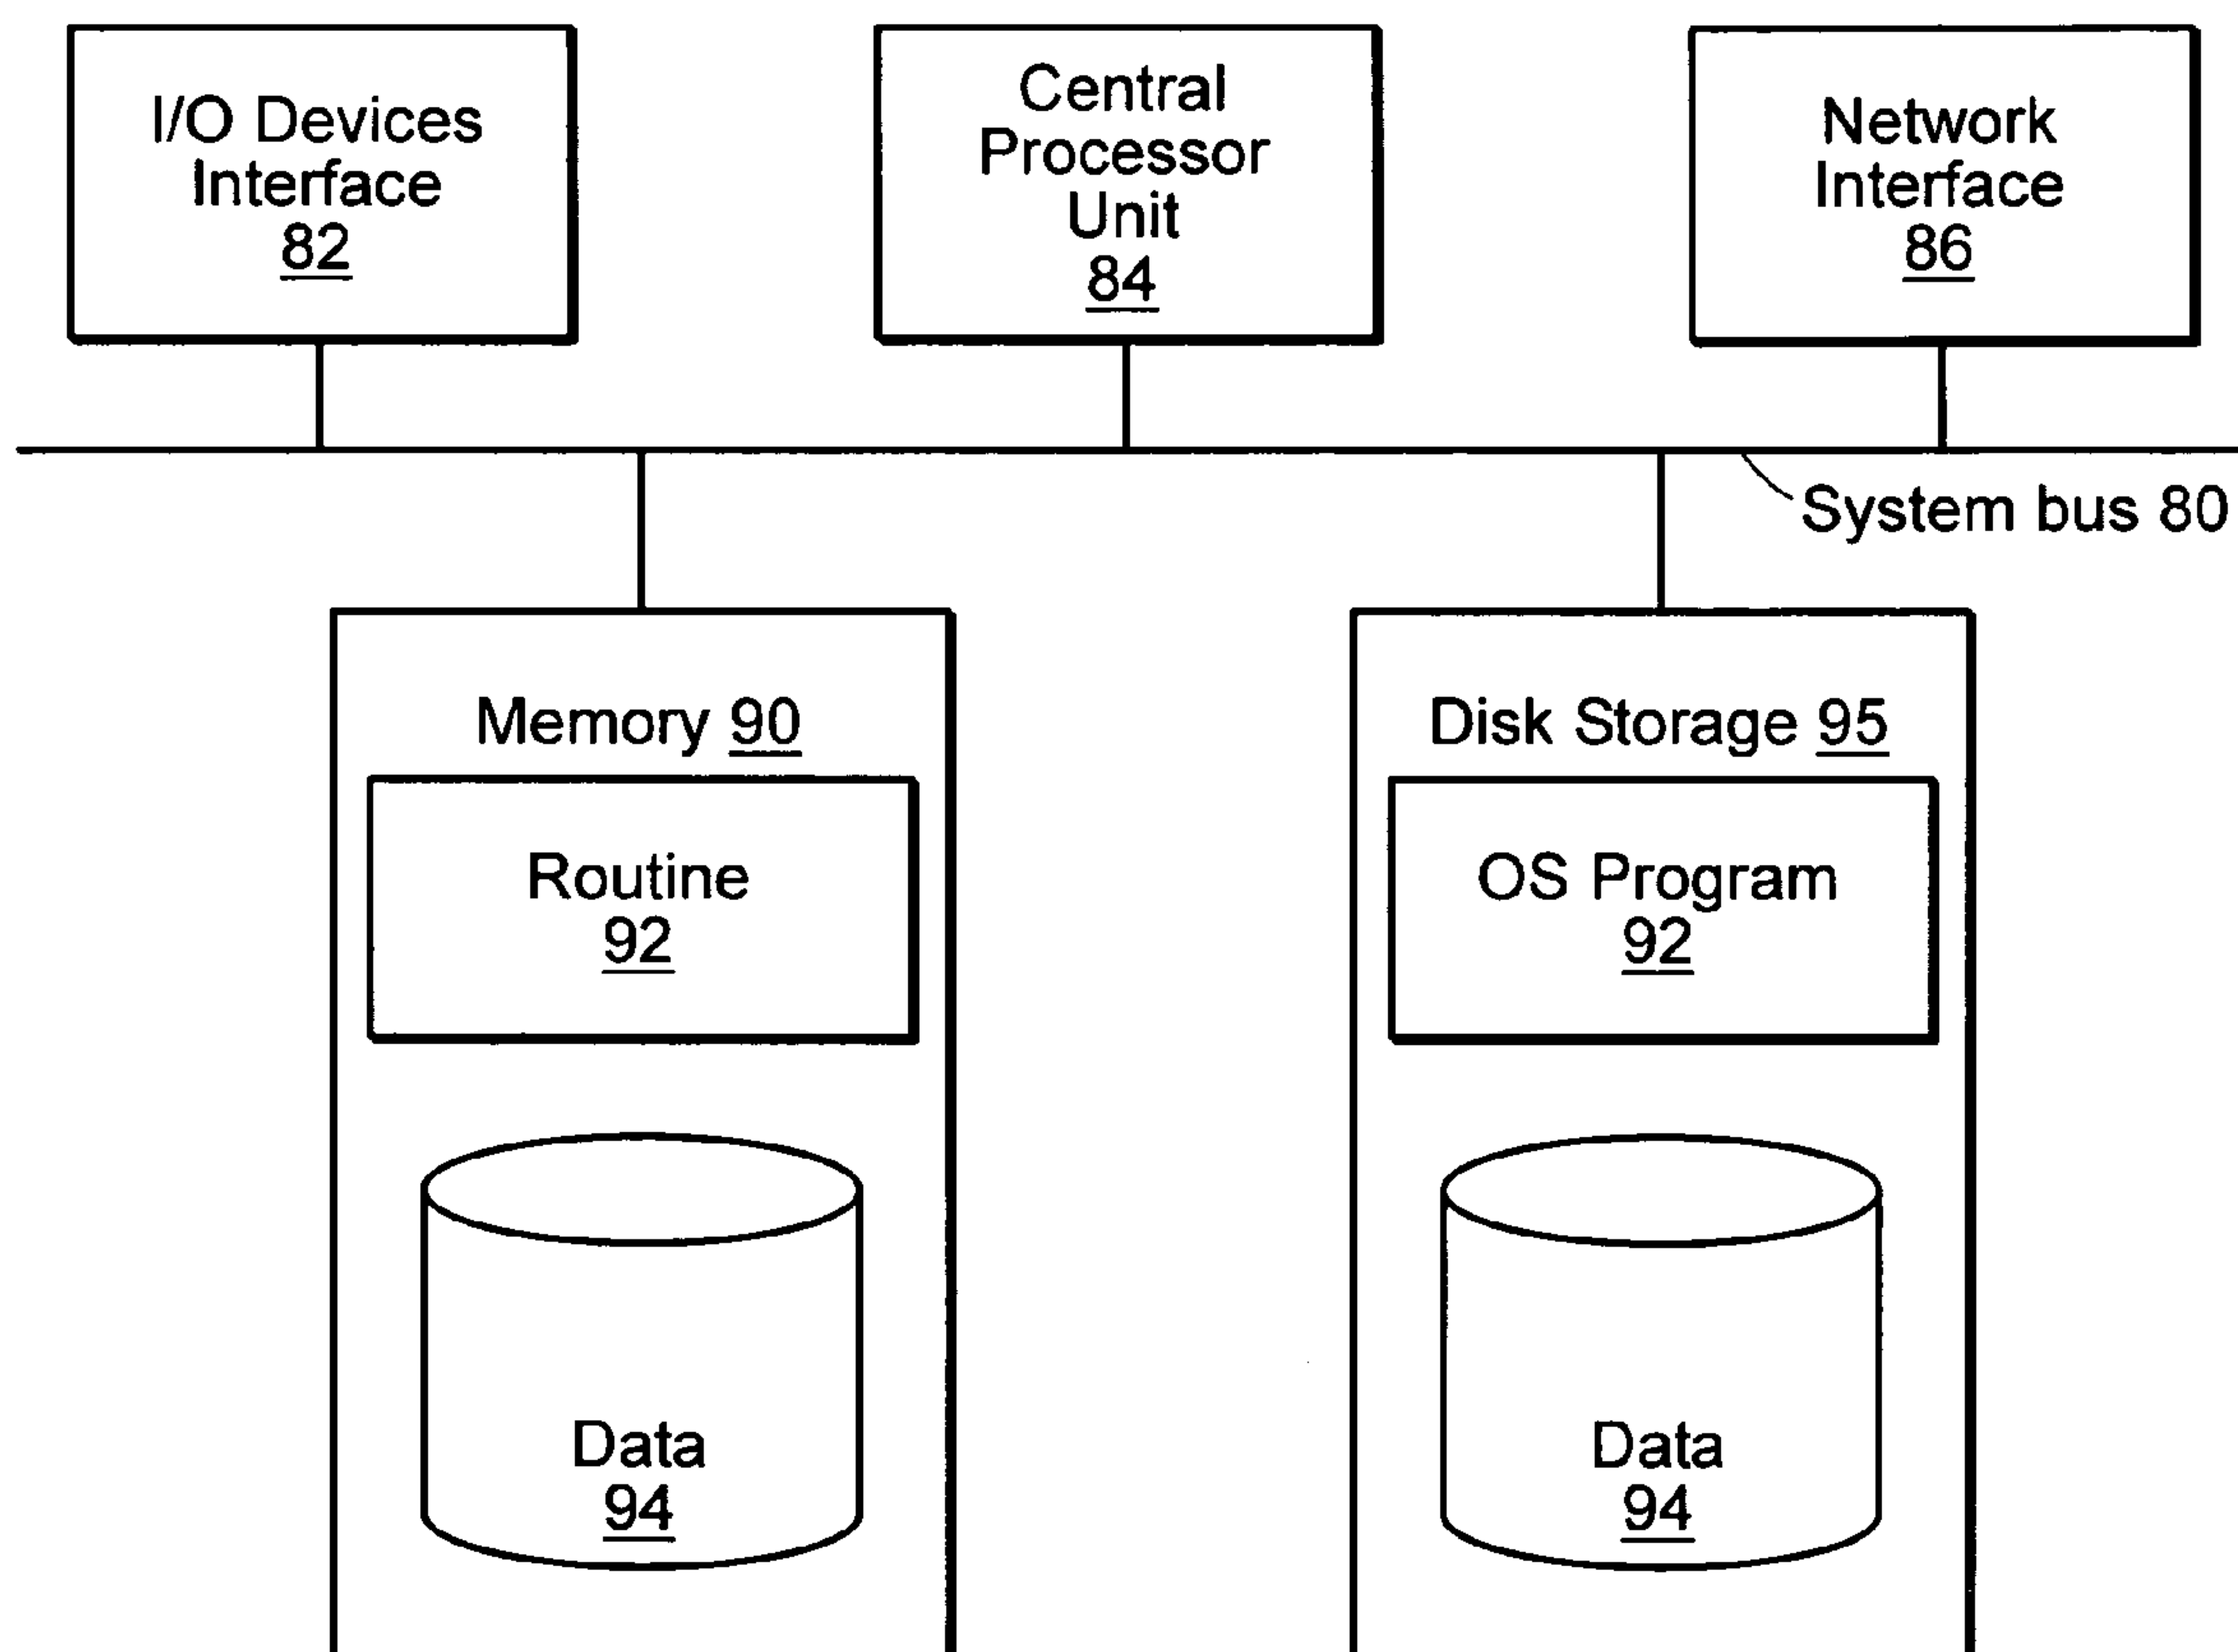 I/O Devices
Interface
82
Central
Processor
Unit
84
Network
Interface
86
System bus 80
Memory 90
Routine
92
Data
94
Disk Storage 95
OS Program
92
Data
94